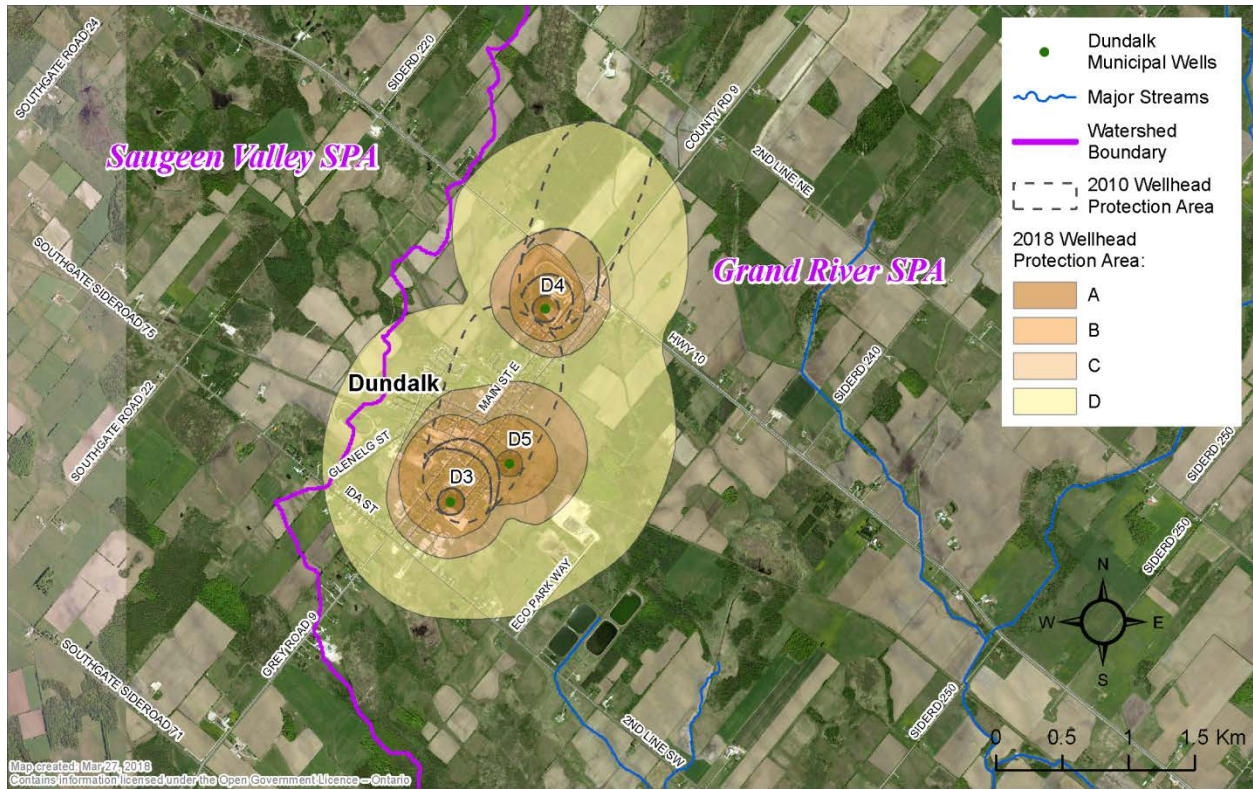 SOUTHGATE ROAD 24
SIDERD 220
COUNTY RD 9
2ND LINE NE
Saugeen Valley SPA
Grand River SPA
SOUTHGATE SIDEROAD 75
SOUTHGATE ROAD 22
D4
HWY 10
SIDERD 240
Dundalk
MAIN ST E
GLENELG ST
IDA ST
D5
D3
ECO PARK WAY
GREY ROAD 9
SOUTHGATE SIDEROAD 71
2ND LINE SW
SIDERD 250
SIDERD 250
SIDERD 250
Dundalk
Municipal Wells
Major Streams
Watershed
Boundary
2010 Wellhead
Protection Area
2018 Wellhead
Protection Area:
A
B
C
D
N
W
E
S
0 0.5 1 1.5 Km
Map created: Mar 27, 2018
Contains information licensed under the Open Government Licence – Ontario